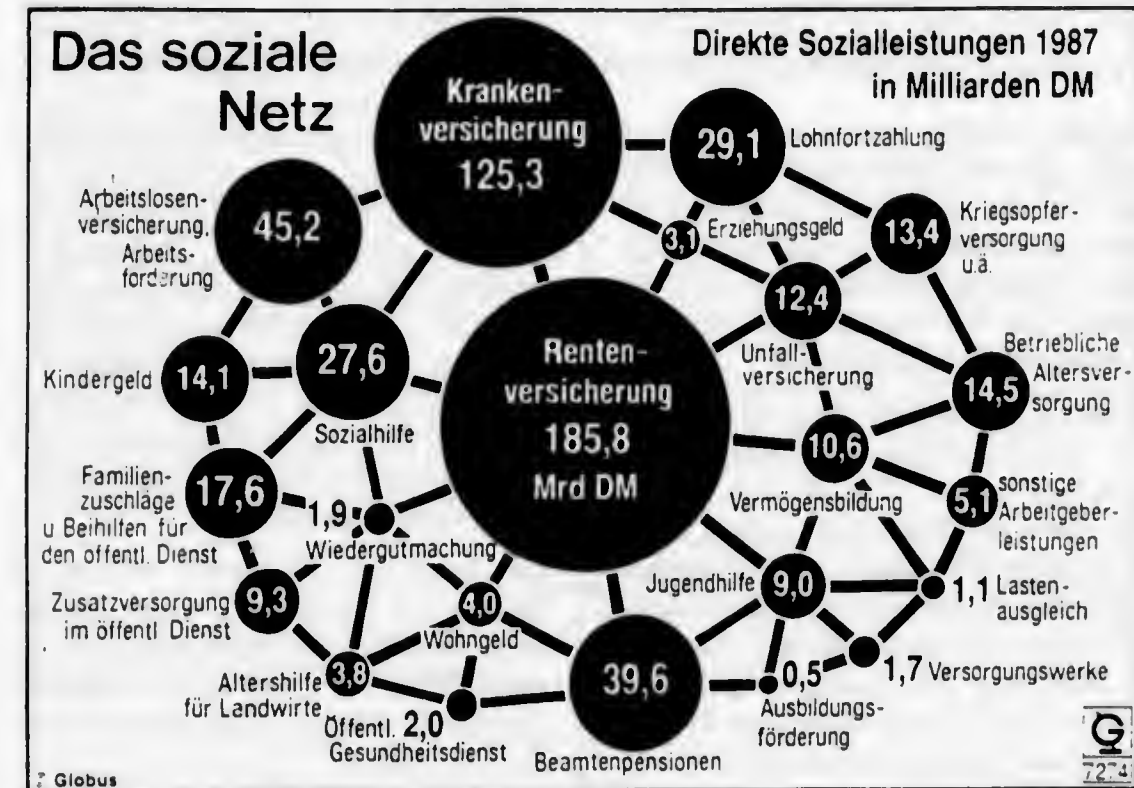 Das soziale
Netz
Direkte Sozialleistungen 1987
in Milliarden DM
Kranken-
versicherung
125,3
29,1
Lohnfortzahlung
Arbeitslosen-
versicherung,
Arbeits-
förderung
45,2
3,1
Erziehungsgeld
13,4
Kriegsopfer-
versorgung
u.ä.
12,4
Unfall-
versicherung
Kindergeld
14,1
27,6
Sozialhilfe
Renten-
versicherung
185,8
Mrd DM
Betriebliche
Altersver-
sorgung
14,5
10,6
Vermögensbildung
Familien-
zuschläge
u Beihilfen für
den öffentl. Dienst
17,6
1,9
Wiedergutmachung
5,1
sonstige
Arbeitgeber-
leistungen
Zusatzversorgung
im öffentl Dienst
9,3
4,0
Wohngeld
Jugendhilfe
9,0
1,1 Lasten-
ausgleich
3,8
Altershilfe
für Landwirte
Öffentl. 2,0
Gesundheitsdienst
39,6
Beamtenpensionen
0,5
Ausbildungs-
förderung
1,7 Versorgungswerke
Globus
G
7274